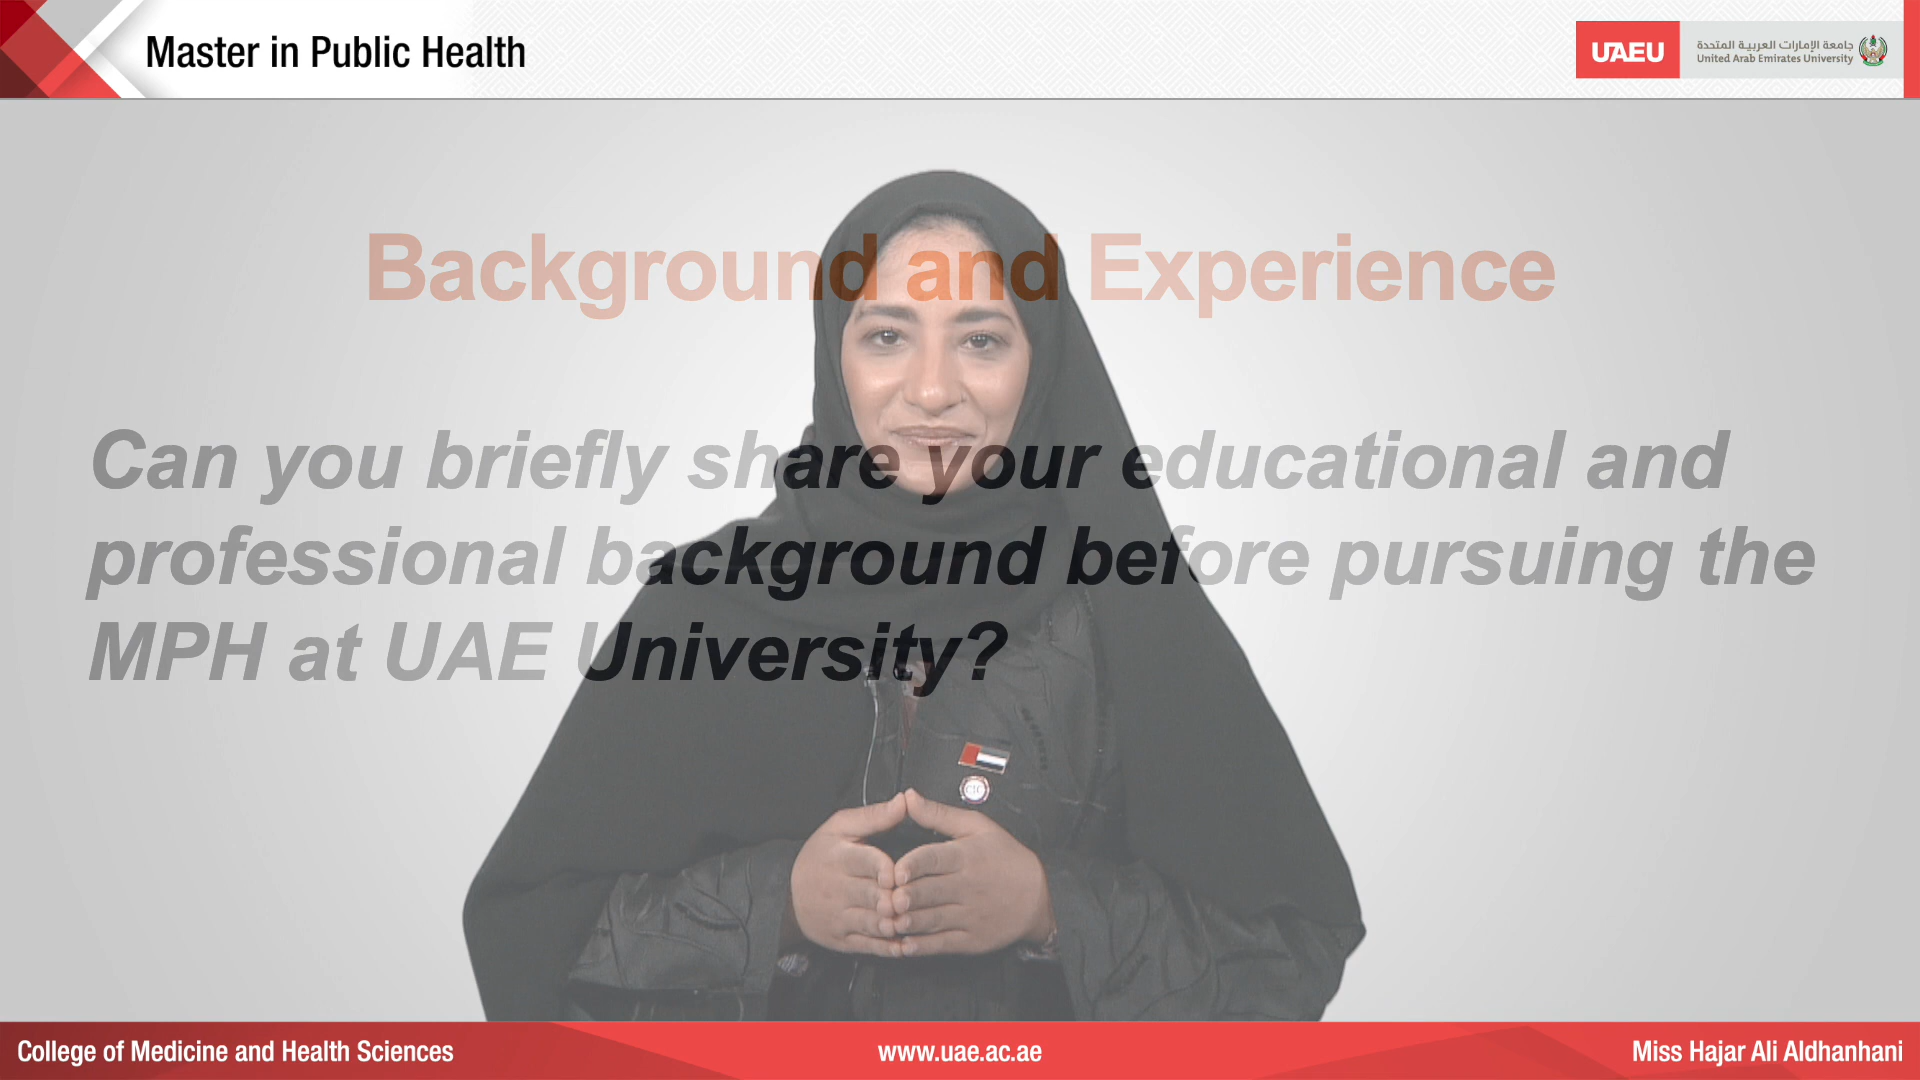 Master in Public Health
UAEU
جامعة الإمارات العربية المتحدة
United Arab Emirates University
Background and Experience
Can you briefly share your educational and
professional background before pursuing the
MPH at UAE University?
CIC
College of Medicine and Health Sciences
www.uae.ac.ae
Miss Hajar Ali Aldhanhani